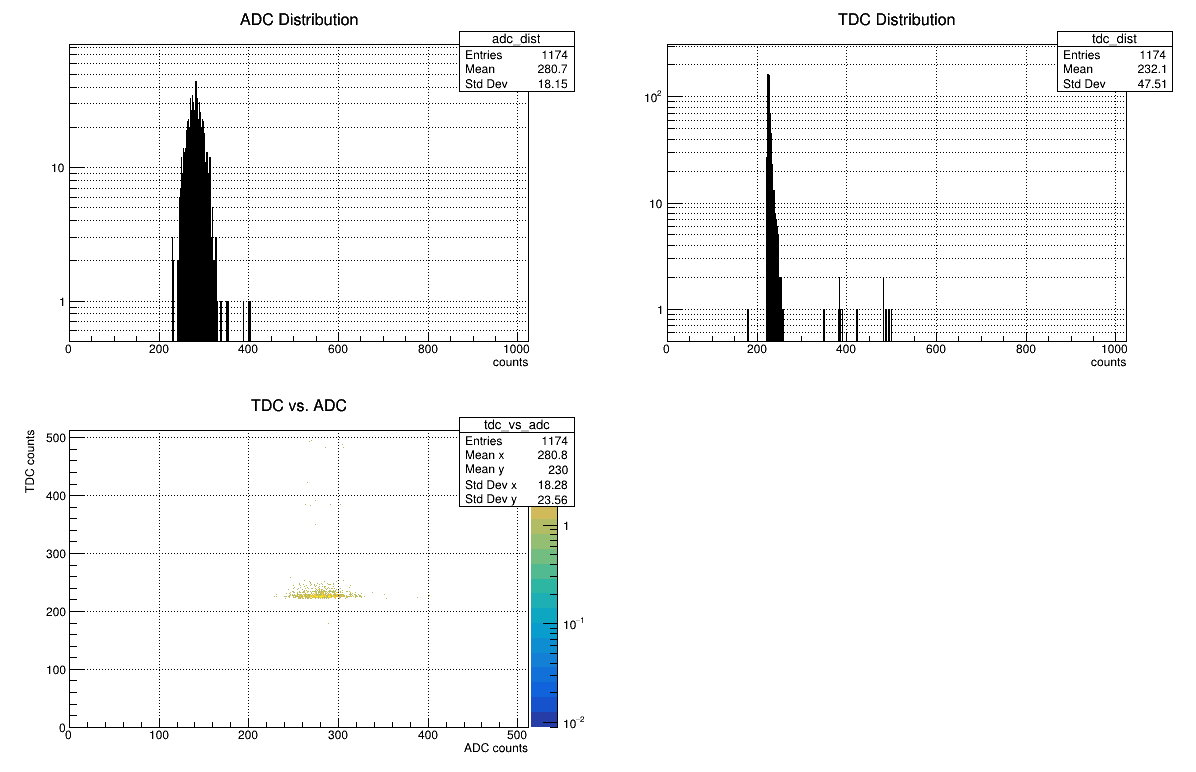 ADC Distribution
adc_dist
Entries 1174
Mean 280.7
Std Dev 18.15
10
1
0 200 400 600 800 1000
counts
TDC Distribution
tdc_dist
Entries 1174
Mean 232.1
Std Dev 47.51
10²
10
1
0 200 400 600 800 1000
counts
TDC vs. ADC
tdc_vs_adc
Entries 1174
Mean x 280.8
Mean y 230
Std Dev x 18.28
Std Dev y 23.56
TDC counts
500
400
300
200
100
0
0 100 200 300 400 500
ADC counts
1
10⁻¹
10⁻²